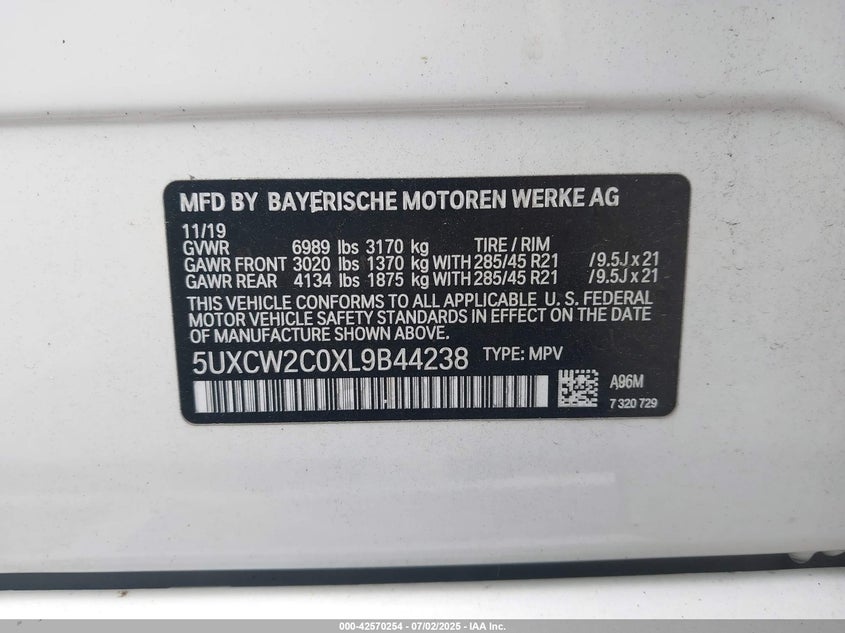 MFD BY BAYERISCHE MOTOREN WERKE AG
11/19
GVWR 6989 lbs 3170 kg TIRE / RIM
GAWR FRONT 3020 lbs 1370 kg WITH 285/45 R21 /9.5J x 21
GAWR REAR 4134 lbs 1875 kg WITH 285/45 R21 /9.5J x 21
THIS VEHICLE CONFORMS TO ALL APPLICABLE U. S. FEDERAL
MOTOR VEHICLE SAFETY STANDARDS IN EFFECT ON THE DATE
OF MANUFACTURE SHOWN ABOVE.
5UXCW2C0XL9B44238 TYPE: MPV
A96M
7 320 729
000-42570254 - 07/02/2025 - IAA Inc.